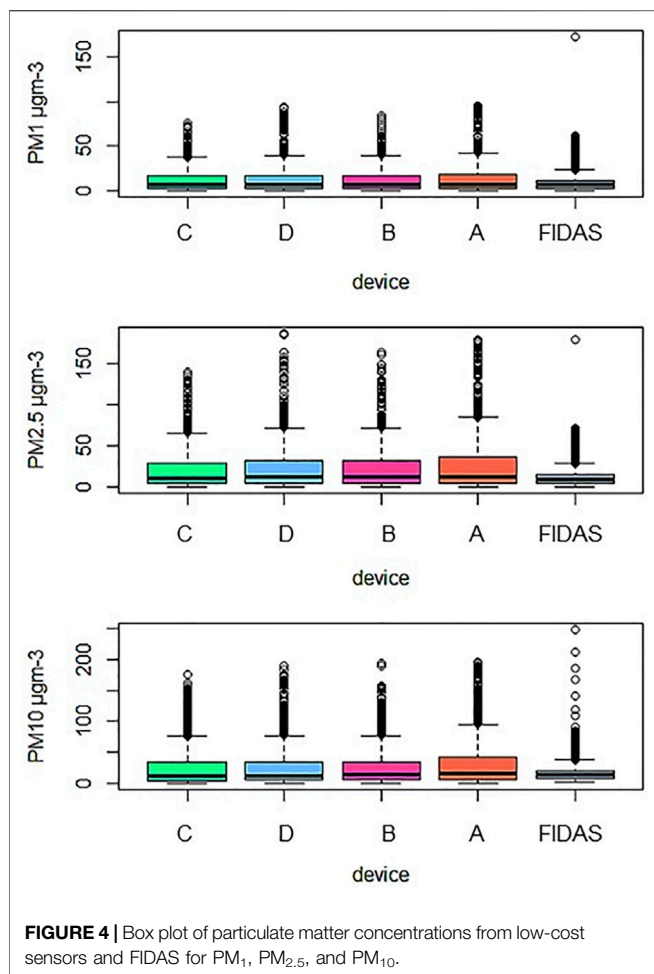 PM1 µgm-3
150
50
0
C D B A FIDAS
device
PM2.5 µgm-3
150
50
0
C D B A FIDAS
device
PM10 µgm-3
200
100
0
C D B A FIDAS
device
FIGURE 4 | Box plot of particulate matter concentrations from low-cost
sensors and FIDAS for PM1, PM2.5, and PM10.